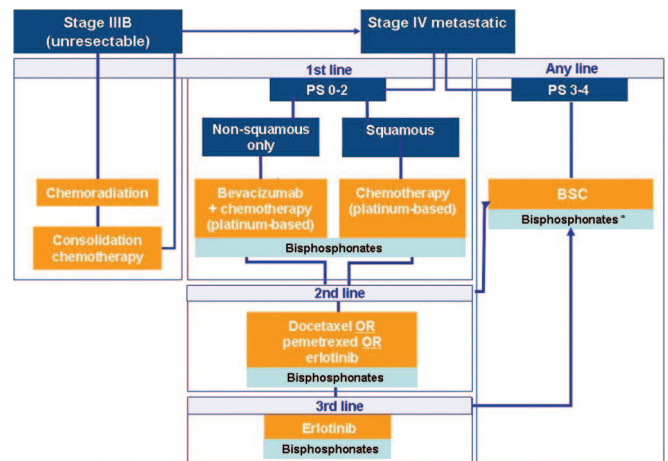 Stage IIIB
(unresectable)
Stage IV metastatic
1st line
Any line
PS 0-2
PS 3-4
Non-squamous
only
Squamous
Chemoradiation
Consolidation
chemotherapy
Bevacizumab
+ chemotherapy
(platinum-based)
Chemotherapy
(platinum-based)
Bisphosphonates
BSC
Bisphosphonates *
2nd line
Docetaxel OR
pemetrexed OR
erlotinib
Bisphosphonates
3rd line
Erlotinib
Bisphosphonates